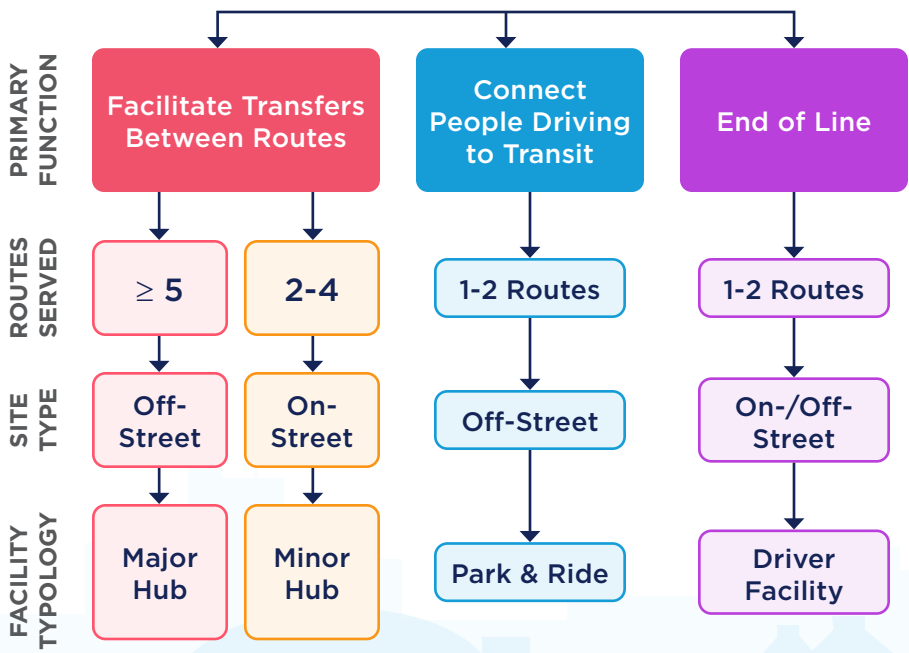 PRIMARY
FUNCTION
Facilitate Transfers
Between Routes
Connect
People Driving
to Transit
End of Line
ROUTES
SERVED
≥ 5
2-4
1-2 Routes
1-2 Routes
SITE
TYPE
Off-
Street
On-
Street
Off-Street
On-/Off-
Street
FACILITY
TYPOLOGY
Major
Hub
Minor
Hub
Park & Ride
Driver
Facility